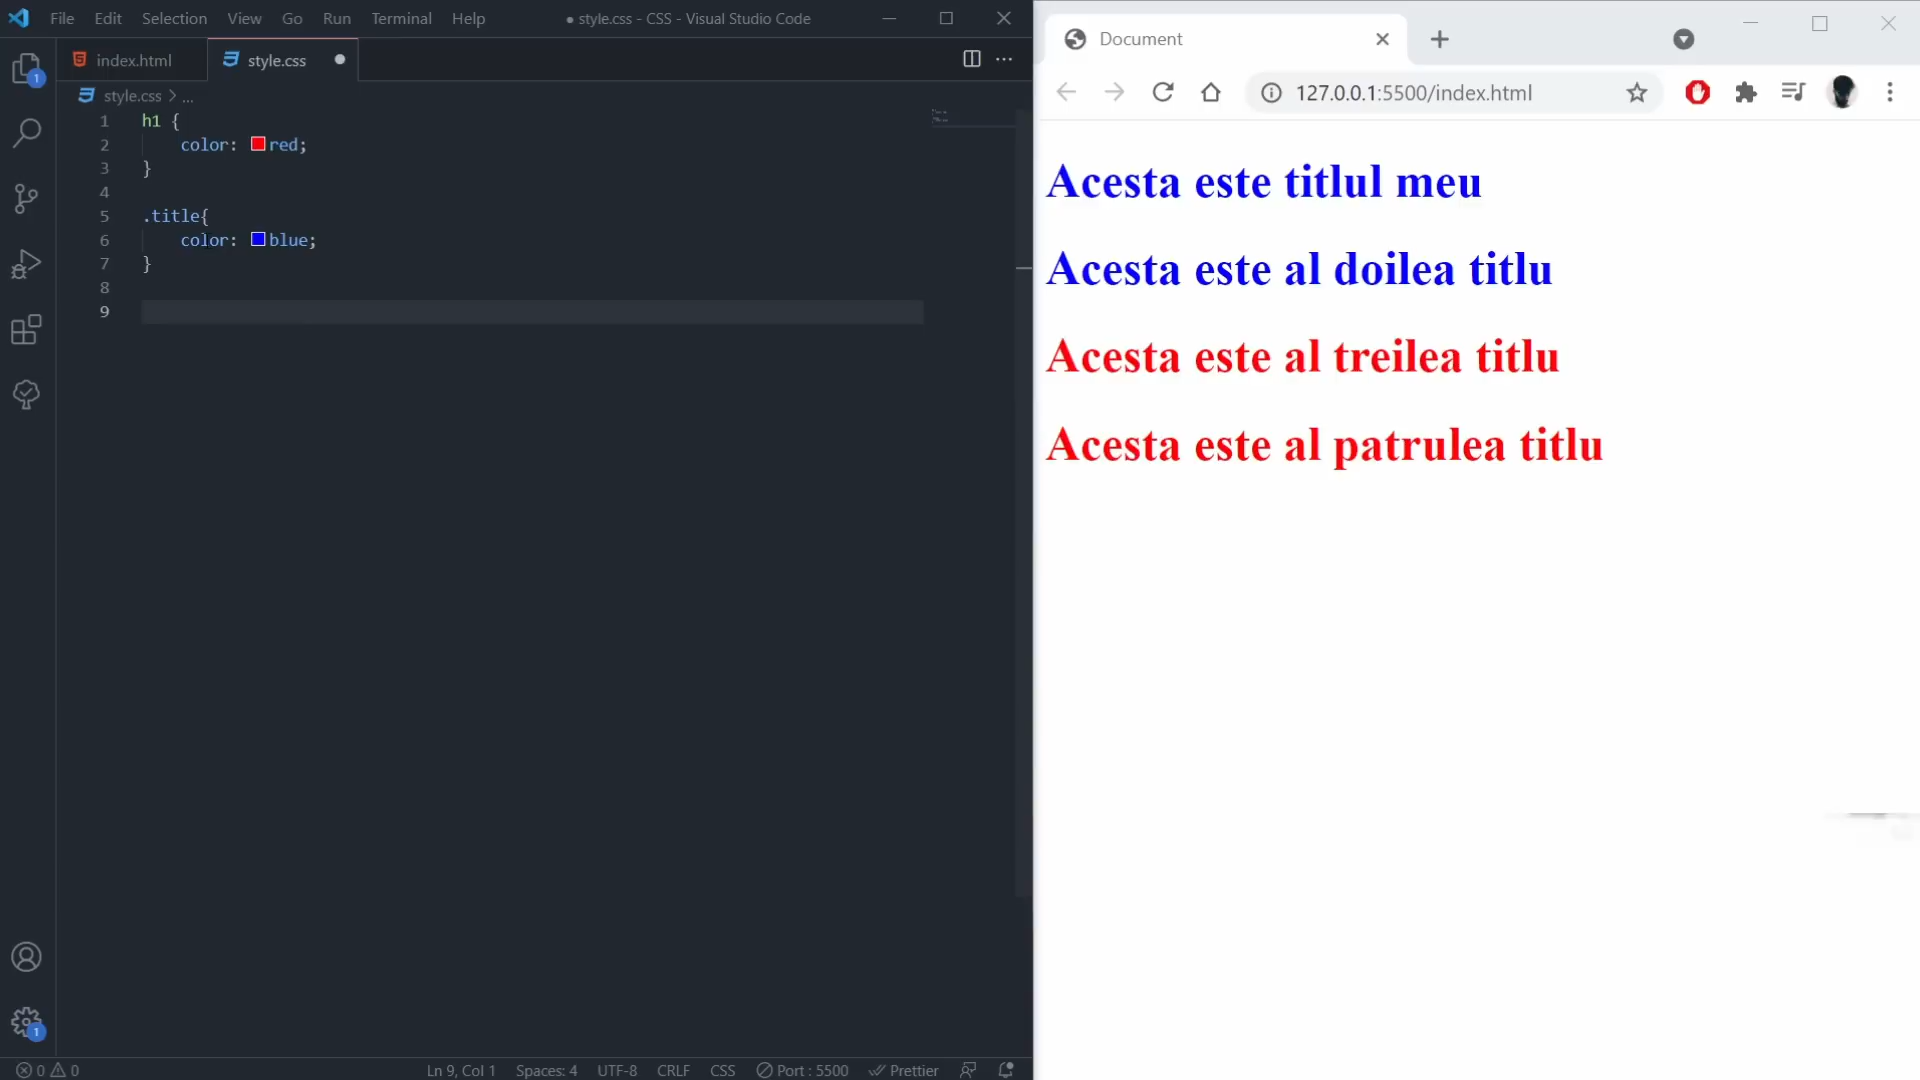 File Edit Selection View Go Run Terminal Help
● style.css - CSS - Visual Studio Code
index.html
style.css
style.css > ...
1 h1 {
2 color: red;
3 }
4
5 .title{
6 color: blue;
7 }
8
9
1
1
0 0
Ln 9, Col 1 Spaces: 4 UTF-8 CRLF CSS Port : 5500 Prettier
Document
127.0.0.1:5500/index.html
Acesta este titlul meu
Acesta este al doilea titlu
Acesta este al treilea titlu
Acesta este al patrulea titlu